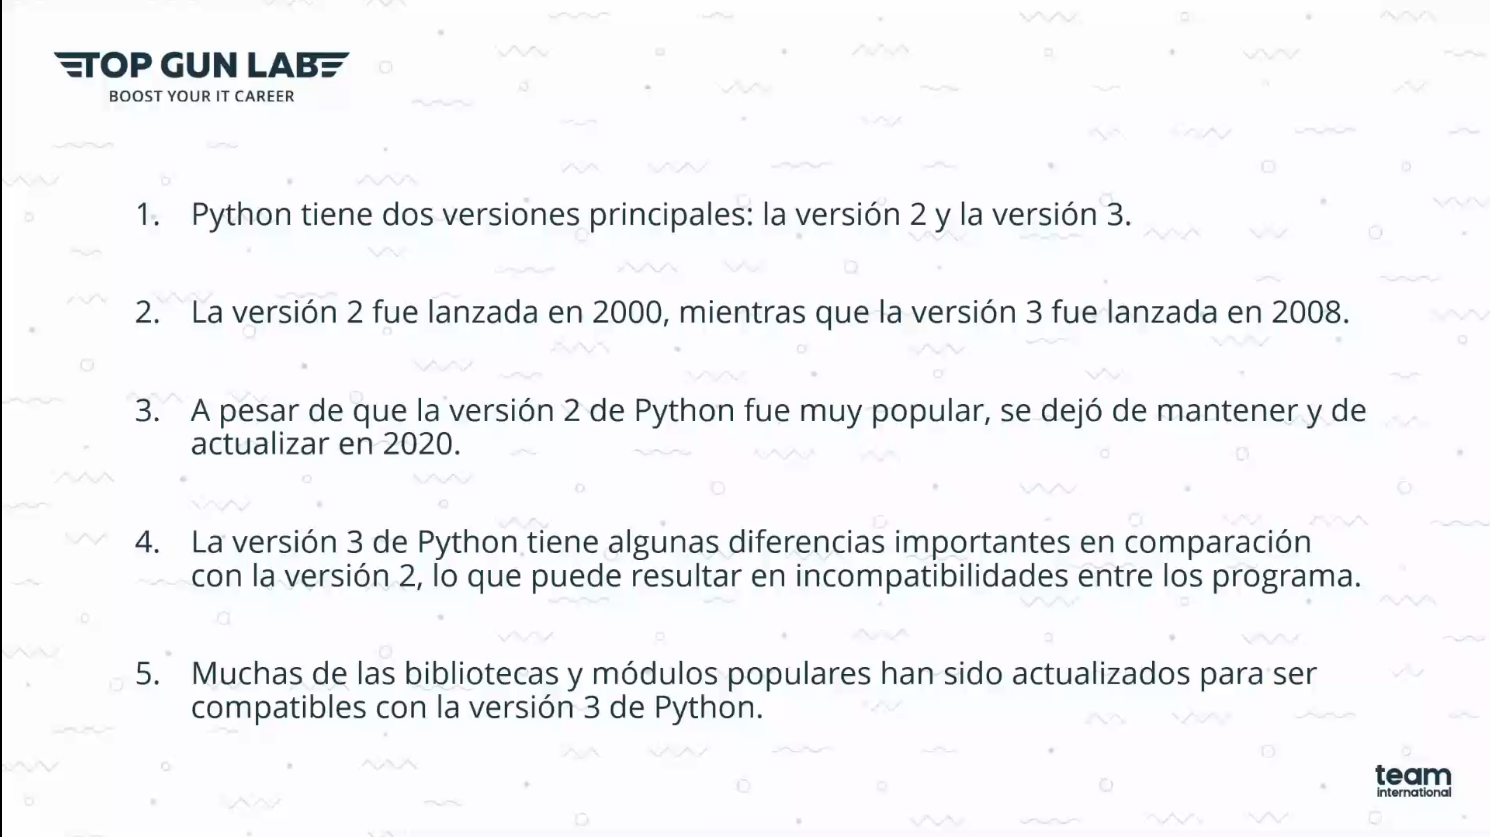 TOP GUN LAB
BOOST YOUR IT CAREER
1. Python tiene dos versiones principales: la versión 2 y la versión 3.
2. La versión 2 fue lanzada en 2000, mientras que la versión 3 fue lanzada en 2008.
3. A pesar de que la versión 2 de Python fue muy popular, se dejó de mantener y de
actualizar en 2020.
4. La versión 3 de Python tiene algunas diferencias importantes en comparación
con la versión 2, lo que puede resultar en incompatibilidades entre los programa.
5. Muchas de las bibliotecas y módulos populares han sido actualizados para ser
compatibles con la versión 3 de Python.
team
international